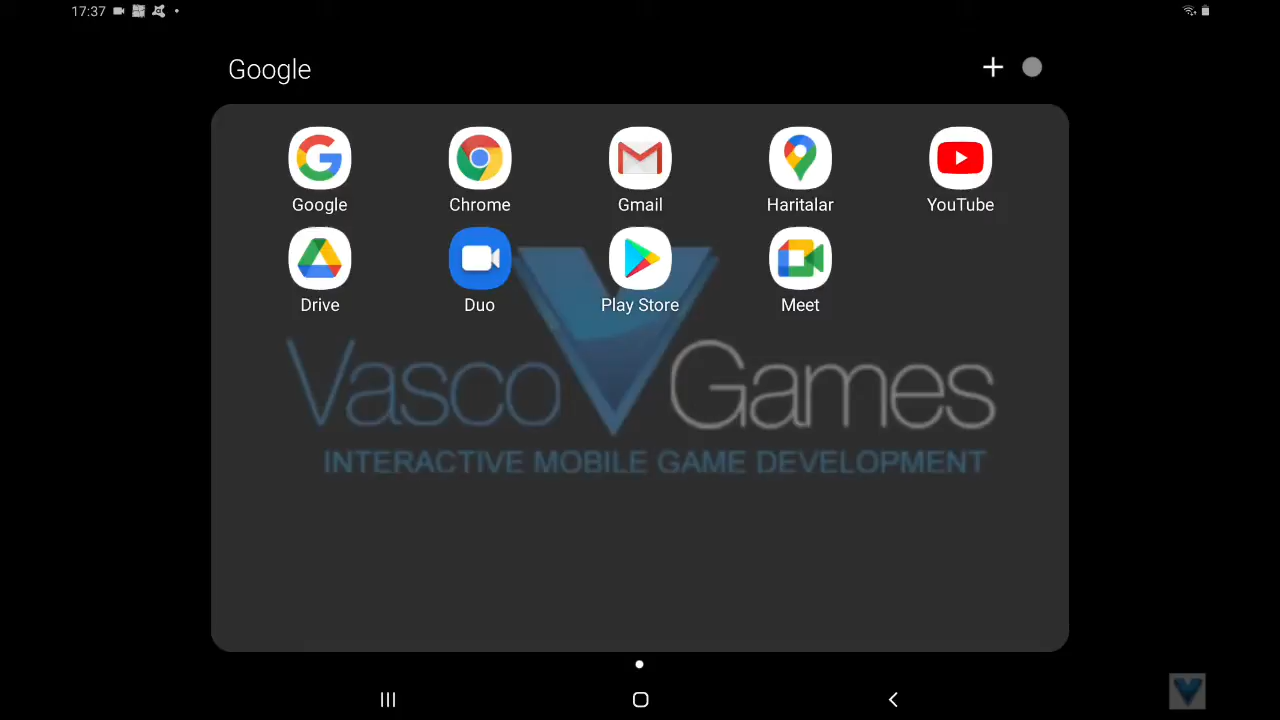 17:37
Google
Google Chrome Gmail Haritalar YouTube
Drive Duo Play Store Meet
Vasco Games
INTERACTIVE MOBILE GAME DEVELOPMENT